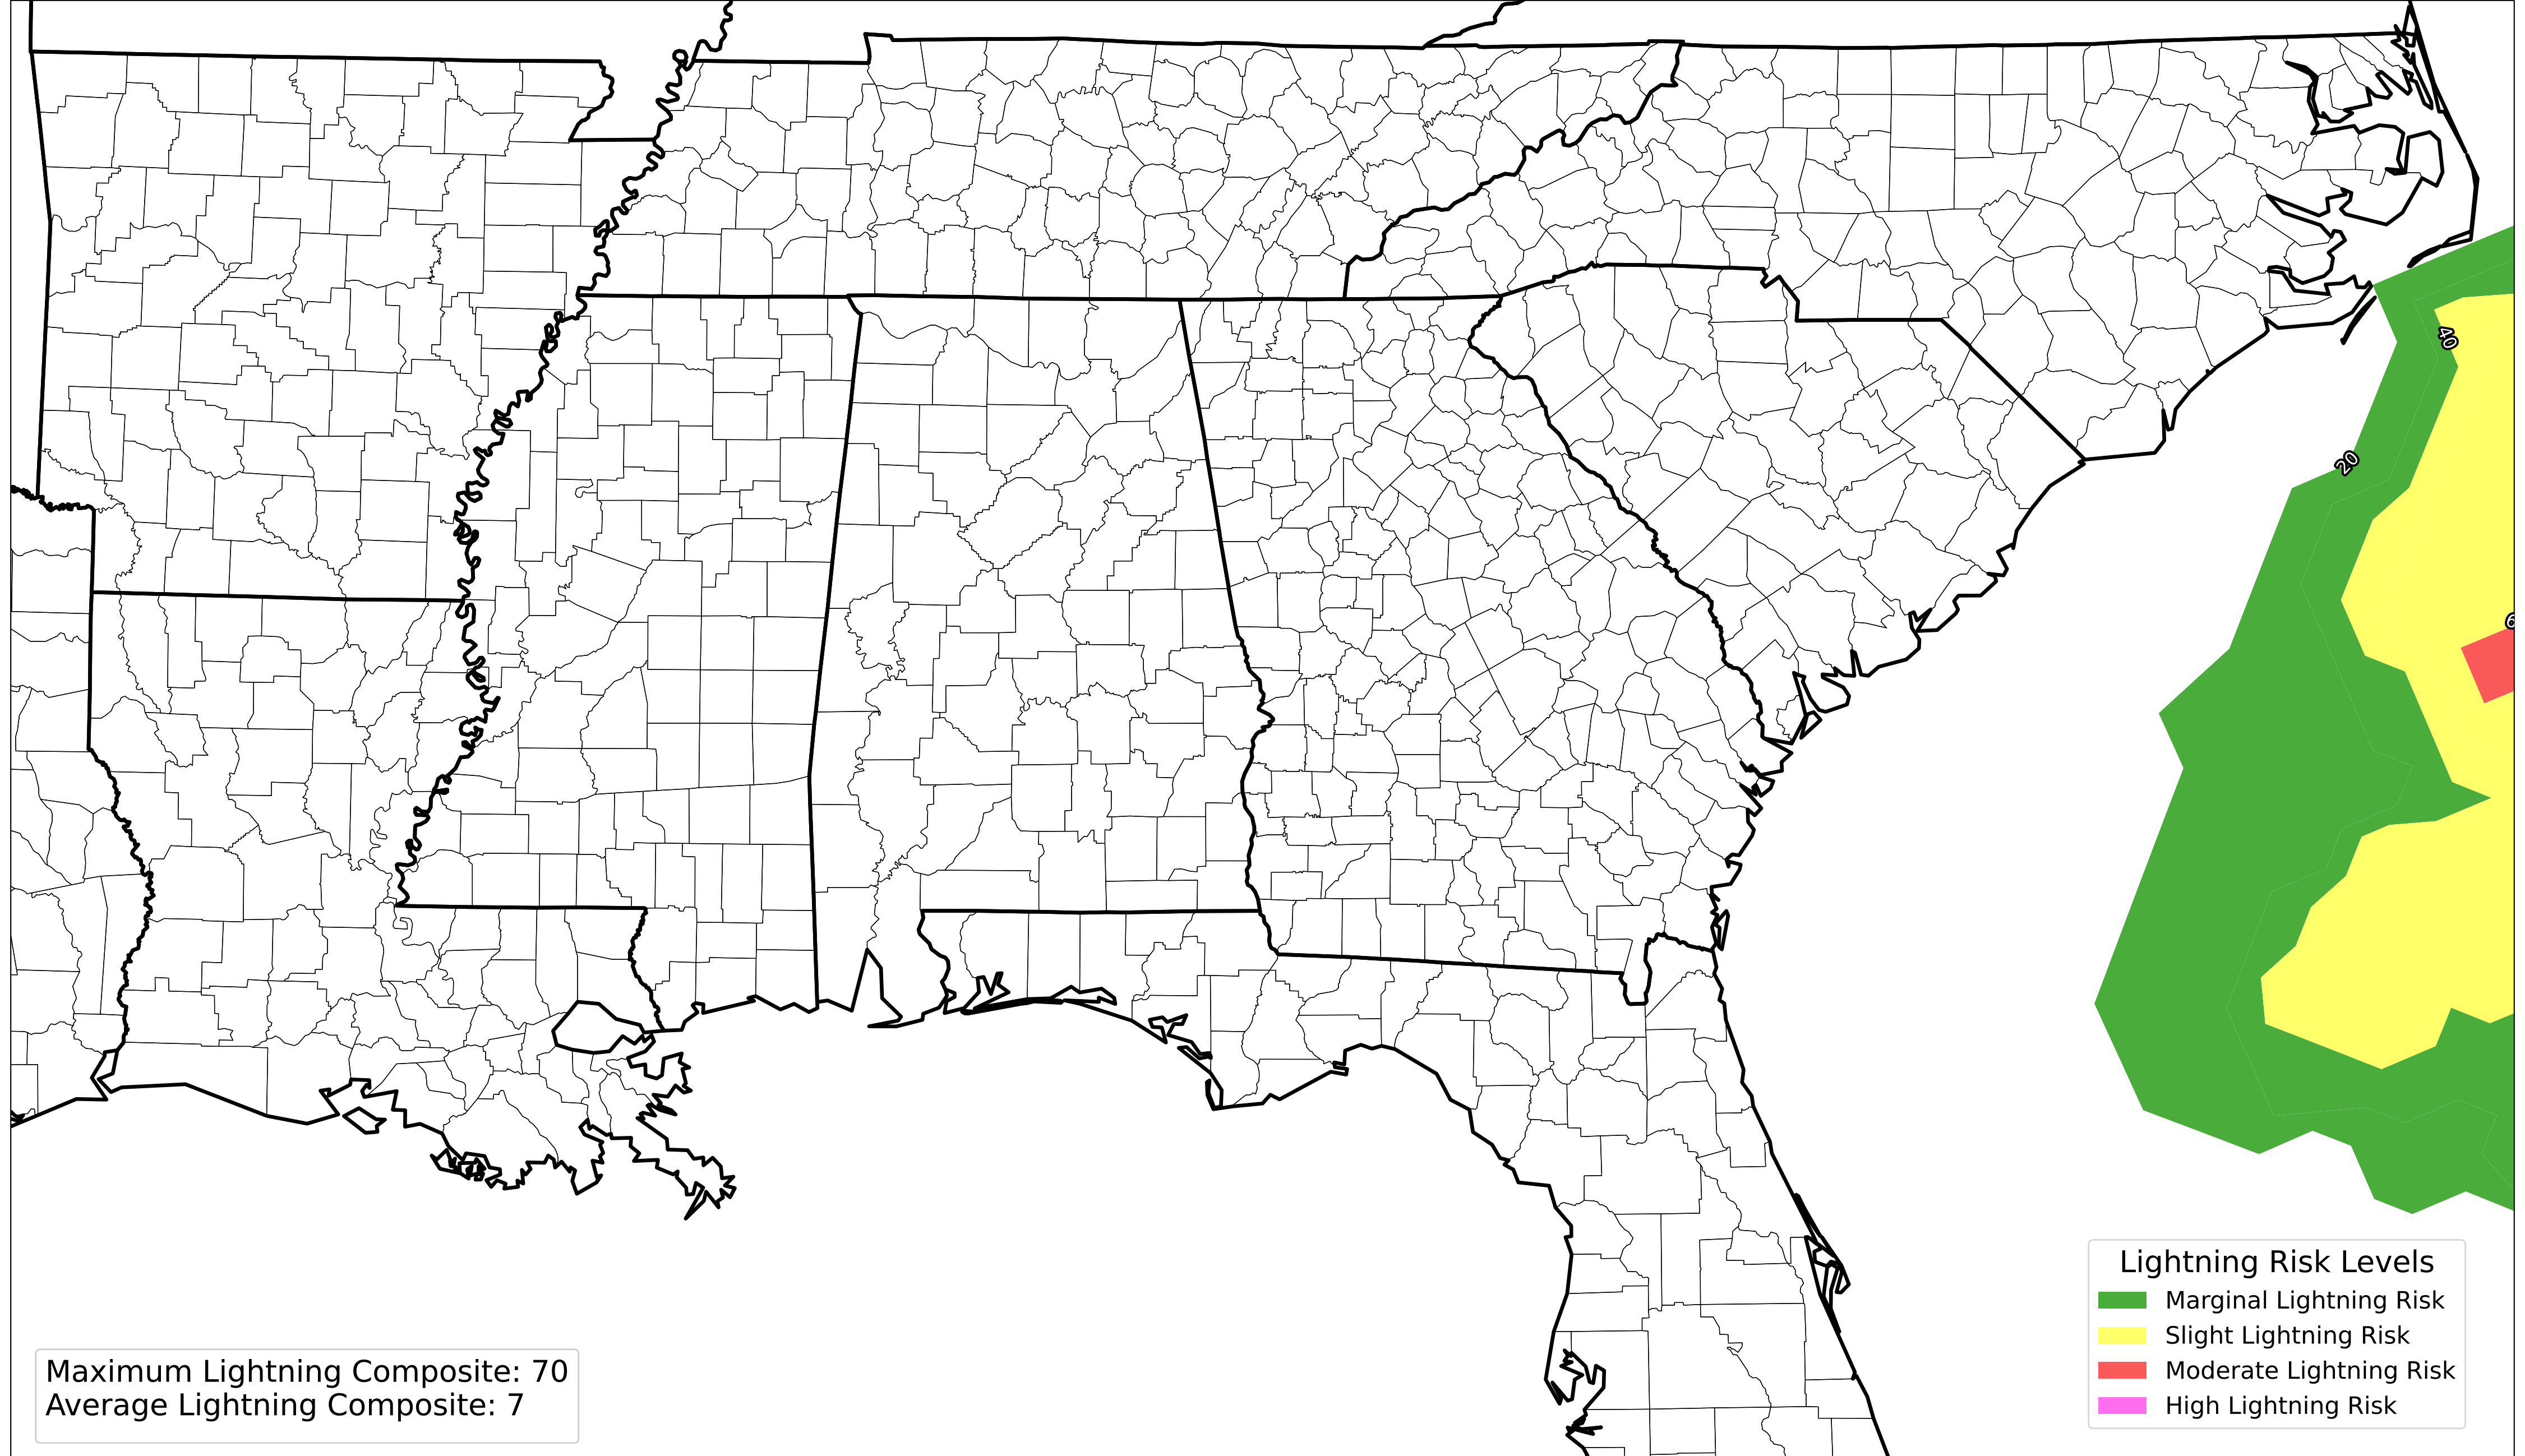 40
20
6
Lightning Risk Levels
Marginal Lightning Risk
Slight Lightning Risk
Moderate Lightning Risk
High Lightning Risk
Maximum Lightning Composite: 70
Average Lightning Composite: 7